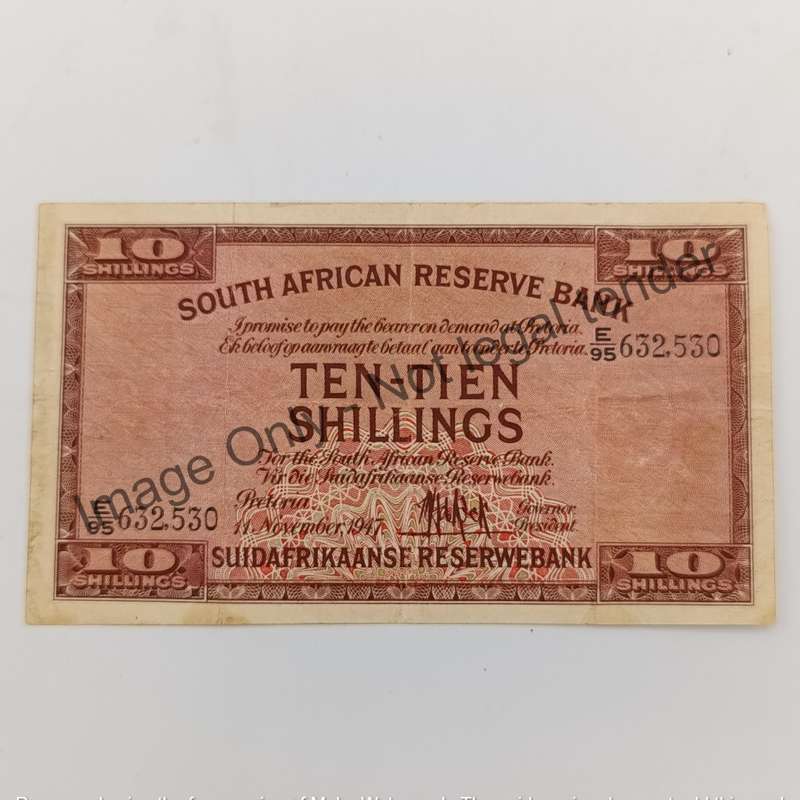 10 SHILLINGS
10 SHILLINGS
SOUTH AFRICAN RESERVE BANK
I promise to pay the bearer on demand at Pretoria.
Ek beloof op aanvraag te betaal aan toonder te Pretoria.
E/95 632,530
TEN-TIEN
SHILLINGS
For the South African Reserve Bank.
Vir die Suidafrikaanse Reserwebank.
E/95 632,530
Pretoria
11. November, 1947
Governor
President
SUIDAFRIKAANSE RESERWEBANK
10 SHILLINGS
10 SHILLINGS
Image Only - Not legal tender